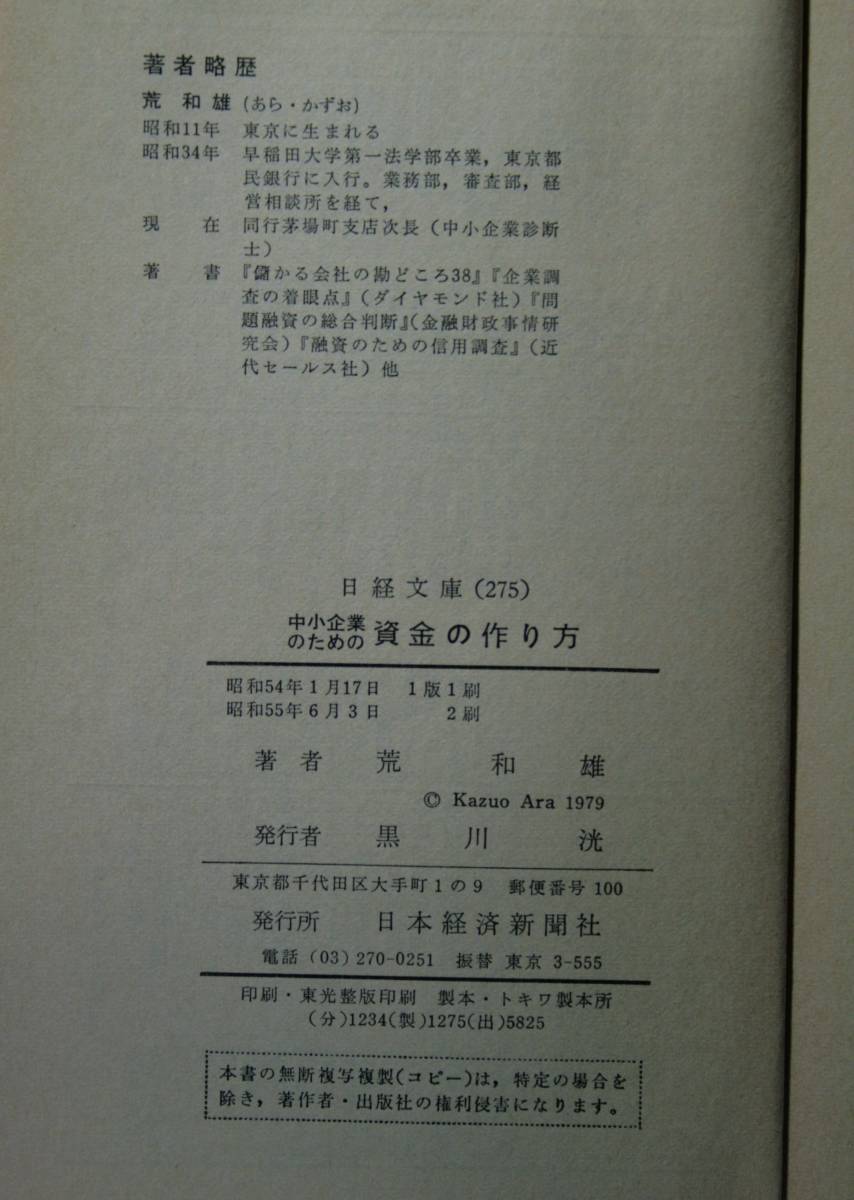 著者略歴
荒 和雄 (あら・かずお)
昭和11年 東京に生まれる
昭和34年 早稲田大学第一法学部卒業，東京都
民銀行に入行。業務部，審査部，経
営相談所を経て，
現 在 同行茅場町支店次長（中小企業診断
士）
著 書 『儲かる会社の勘どころ38』『企業調
査の着眼点』（ダイヤモンド社）『問
題融資の総合判断』（金融財政事情研
究会）『融資のための信用調査』（近
代セールス社）他
日経文庫(275)
中小企業
のための 資金の作り方
昭和54年1月17日 1版1刷
昭和55年6月3日 2刷
著者 荒 和 雄
© Kazuo Ara 1979
発行者 黒 川 洸
東京都千代田区大手町1の9 郵便番号 100
発行所 日本経済新聞社
電話 (03) 270-0251 振替 東京 3-555
印刷・東光整版印刷 製本・トキワ製本所
(分)1234(製)1275(出)5825
本書の無断複写複製(コピー)は，特定の場合を
除き，著作者・出版社の権利侵害になります。